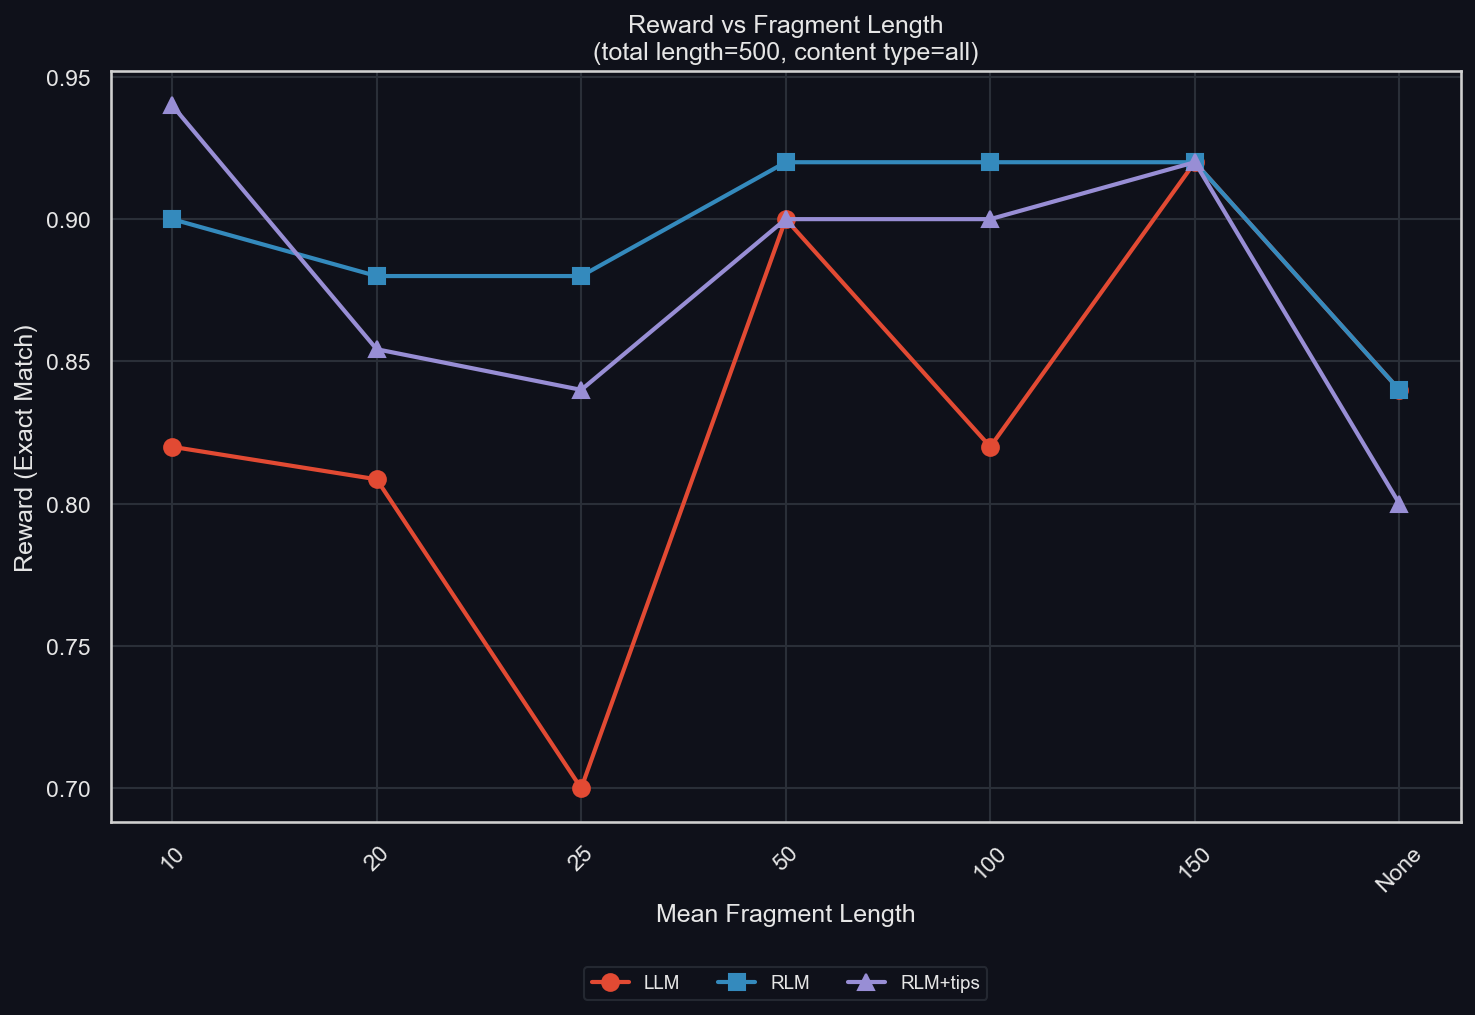 Reward vs Fragment Length
(total length=500, content type=all)
Reward (Exact Match)
0.95
0.90
0.85
0.80
0.75
0.70
10
20
25
50
100
150
None
Mean Fragment Length
LLM
RLM
RLM+tips